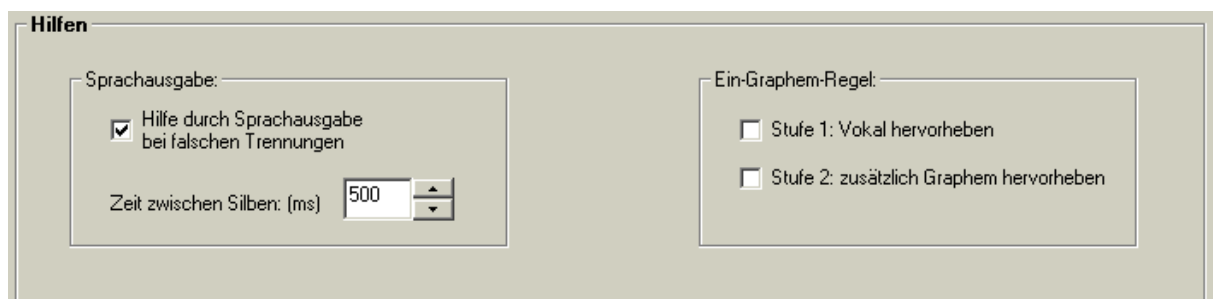 Hilfen
Sprachausgabe:
Hilfe durch Sprachausgabe
bei falschen Trennungen
Zeit zwischen Silben: (ms)
500
Ein-Graphem-Regel:
Stufe 1: Vokal hervorheben
Stufe 2: zusätzlich Graphem hervorheben